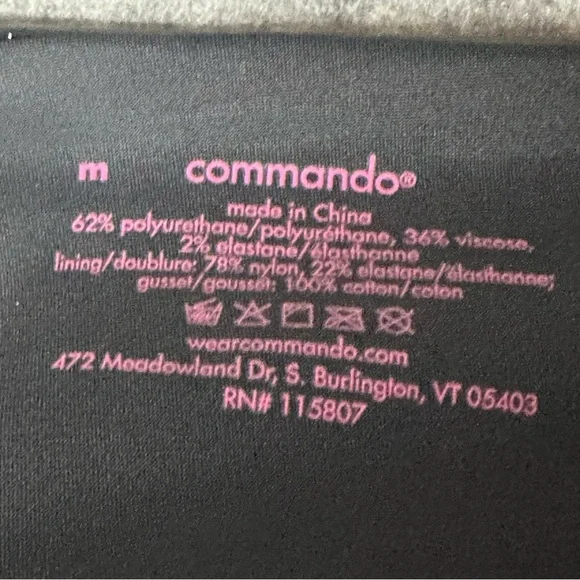 m commando®
made in China
62% polyurethane/polyuréthane, 36% viscose,
2% elastane/élasthanne
lining/doublure: 78% nylon, 22% elastane/élasthanne;
gusset/gousset: 100% cotton/coton
wearcommando.com
472 Meadowland Dr, S. Burlington, VT 05403
RN# 115807